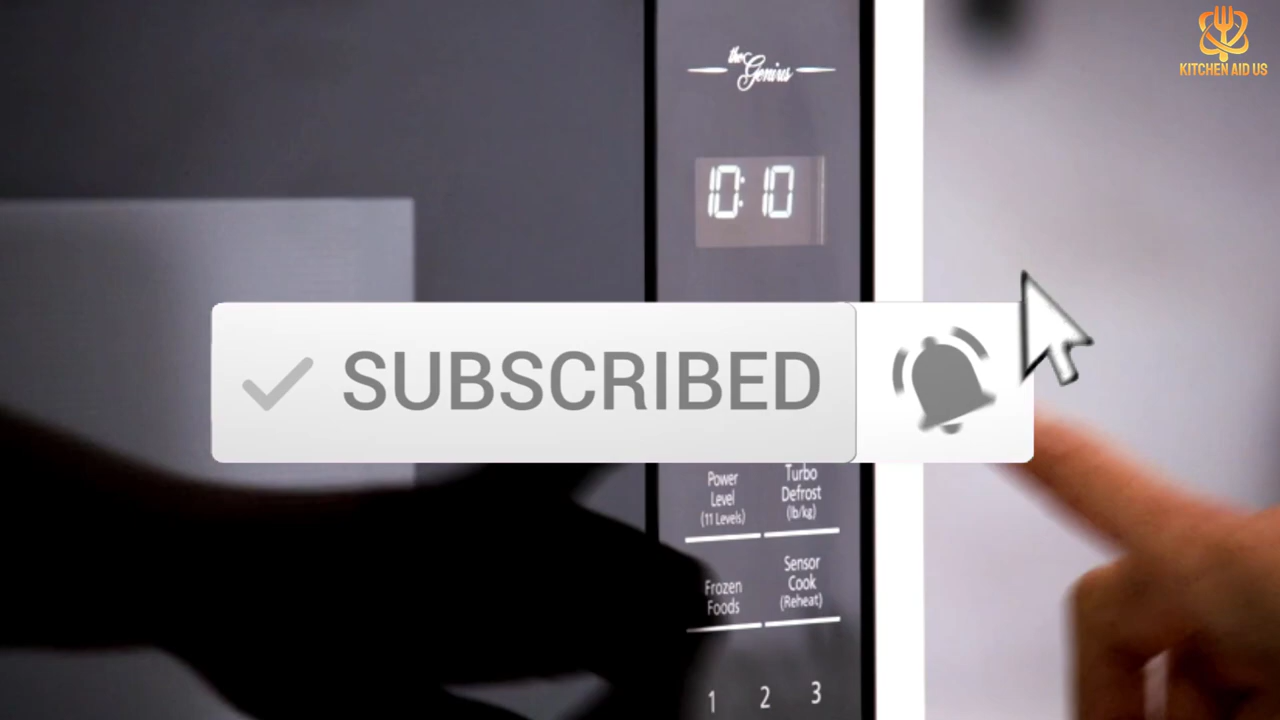 the
Genius
KITCHEN AID US
10:10
SUBSCRIBED
Power
Level
(11 Levels)
Turbo
Defrost
(lb/kg)
Frozen
Foods
Sensor
Cook
(Reheat)
1 2 3